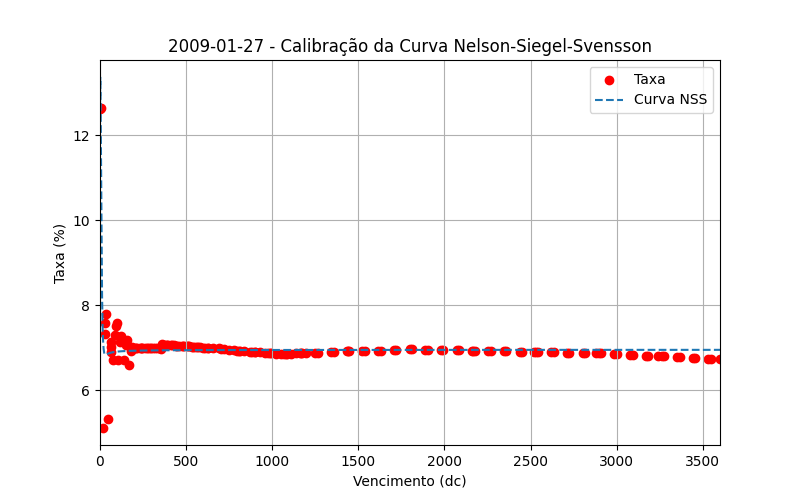 2009-01-27 - Calibração da Curva Nelson-Siegel-Svensson
Taxa
Curva NSS
Taxa (%)
12
10
8
6
0
500
1000
1500
2000
2500
3000
3500
Vencimento (dc)